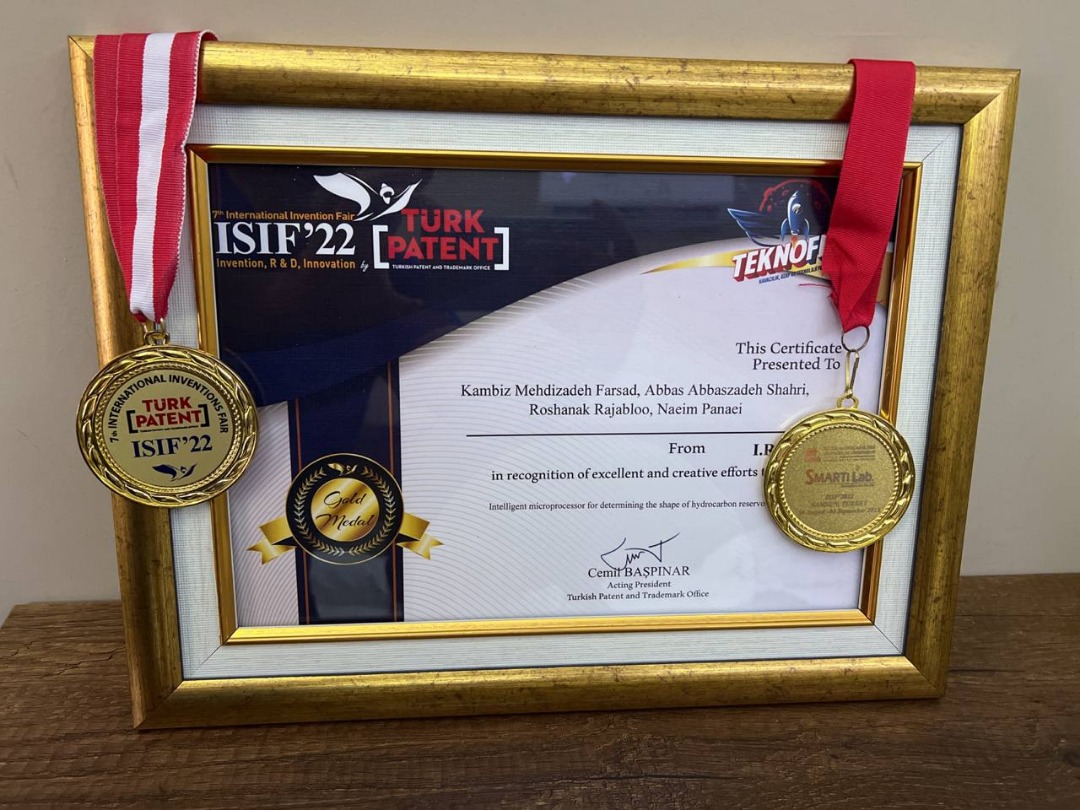 7th International Invention Fair
ISIF'22
Invention, R & D, Innovation by
TÜRK
PATENT
TURKISH PATENT AND TRADEMARK OFFICE
This Certificate
Presented To
Kambiz Mehdizadeh Farsad, Abbas Abbaszadeh Shahri,
Roshanak Rajabloo, Naeim Panaei
From
in recognition of excellent and creative efforts
Intelligent microprocessor for determining the shape of hydrocarbon
Gold
Medal
Cemil BAŞPINAR
Acting President
Turkish Patent and Trademark Office
7th INTERNATIONAL INVENTIONS FAIR
TÜRK
PATENT
ISIF'22
SMARTI Lab.